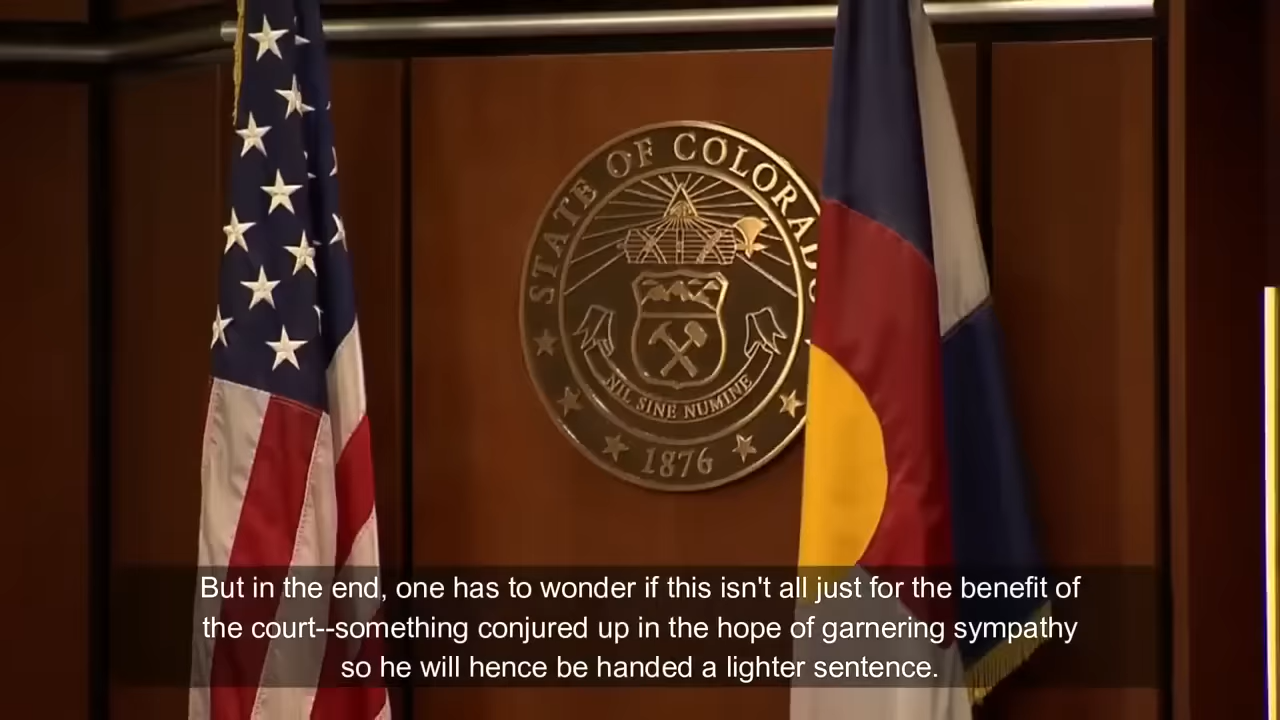 STATE OF COLORADO
NIL SINE NUMINE
1876
But in the end, one has to wonder if this isn't all just for the benefit of
the court--something conjured up in the hope of garnering sympathy
so he will hence be handed a lighter sentence.